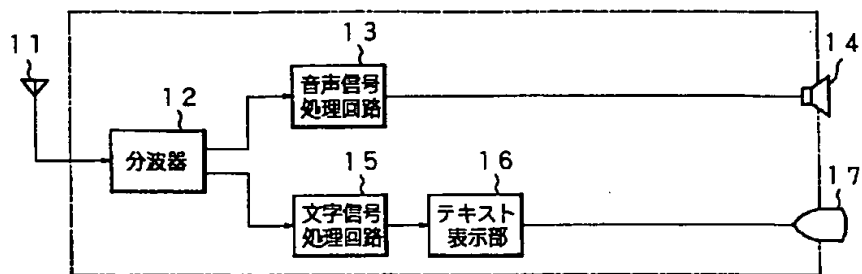 11
12
分波器
13
音声信号
処理回路
14
15
文字信号
処理回路
16
テキスト
表示部
17